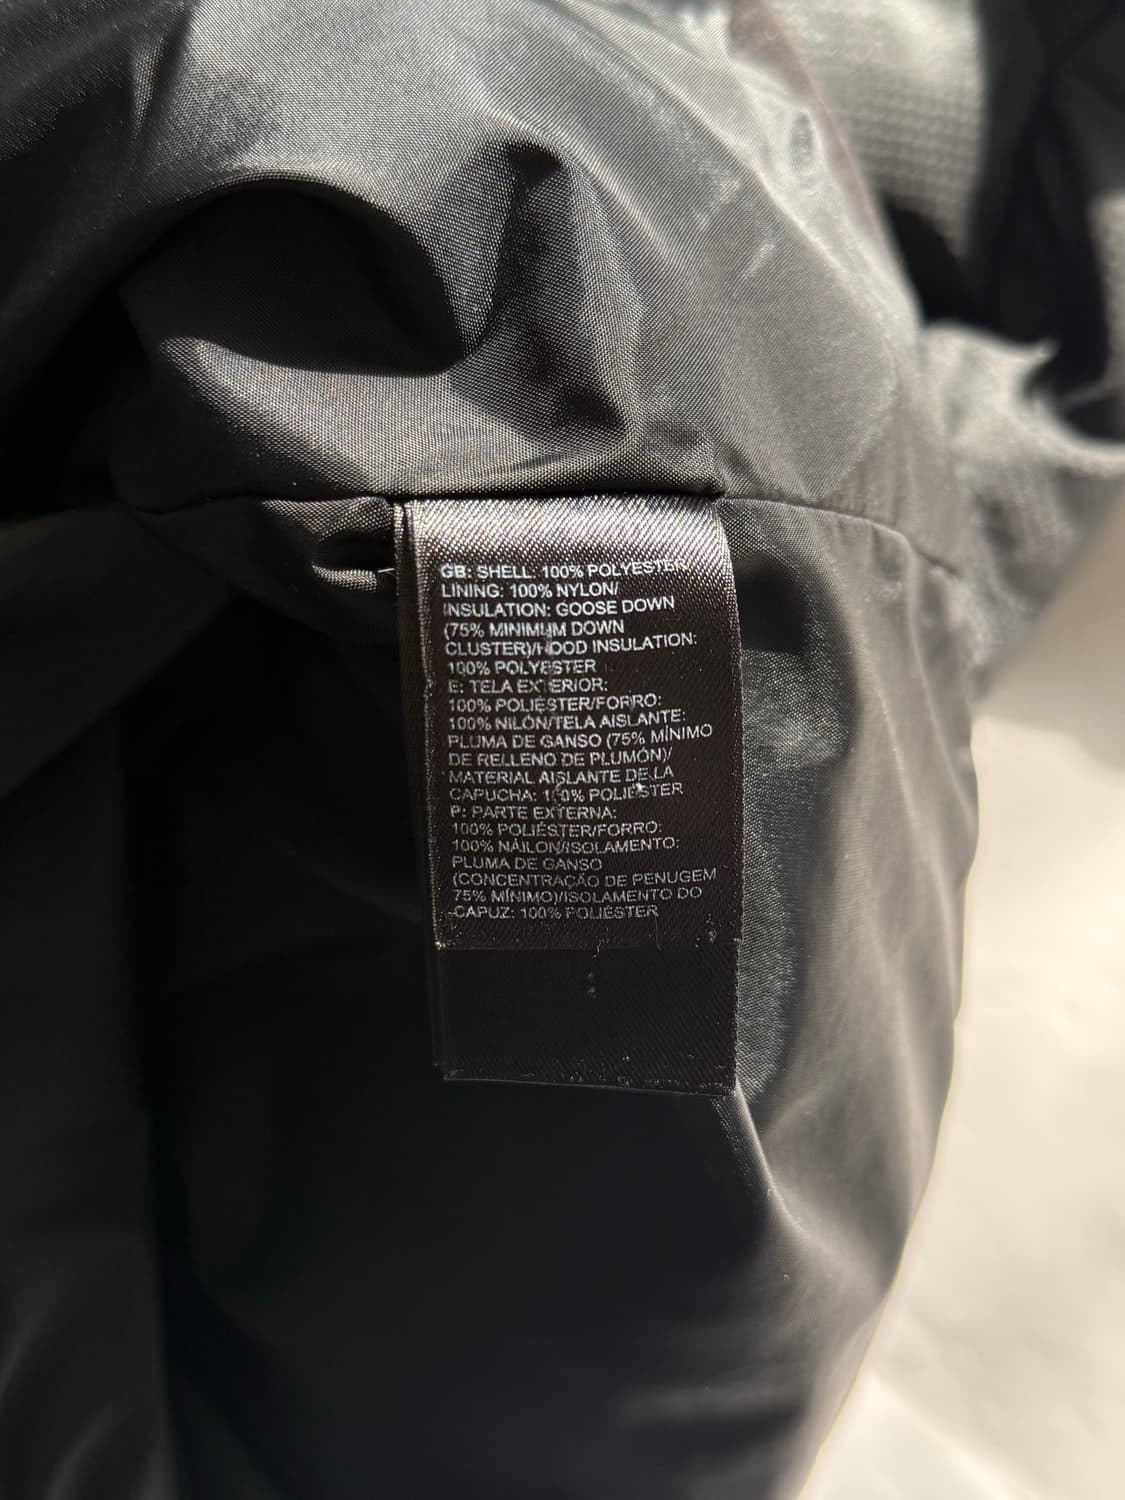 GB: SHELL: 100% POLYESTER/
LINING: 100% NYLON/
INSULATION: GOOSE DOWN
(75% MINIMUM DOWN
CLUSTER)/HOOD INSULATION:
100% POLYESTER
E: TELA EXTERIOR:
100% POLIÉSTER/FORRO:
100% NILÓN/TELA AISLANTE:
PLUMA DE GANSO (75% MÍNIMO
DE RELLENO DE PLUMÓN)/
MATERIAL AISLANTE DE LA
CAPUCHA: 100% POLIÉSTER
P: PARTE EXTERNA:
100% POLIÉSTER/FORRO:
100% NÁILON/ISOLAMENTO:
PLUMA DE GANSO
(CONCENTRAÇÃO DE PENUGEM
75% MÍNIMO)/ISOLAMENTO DO
CAPUZ: 100% POLIÉSTER